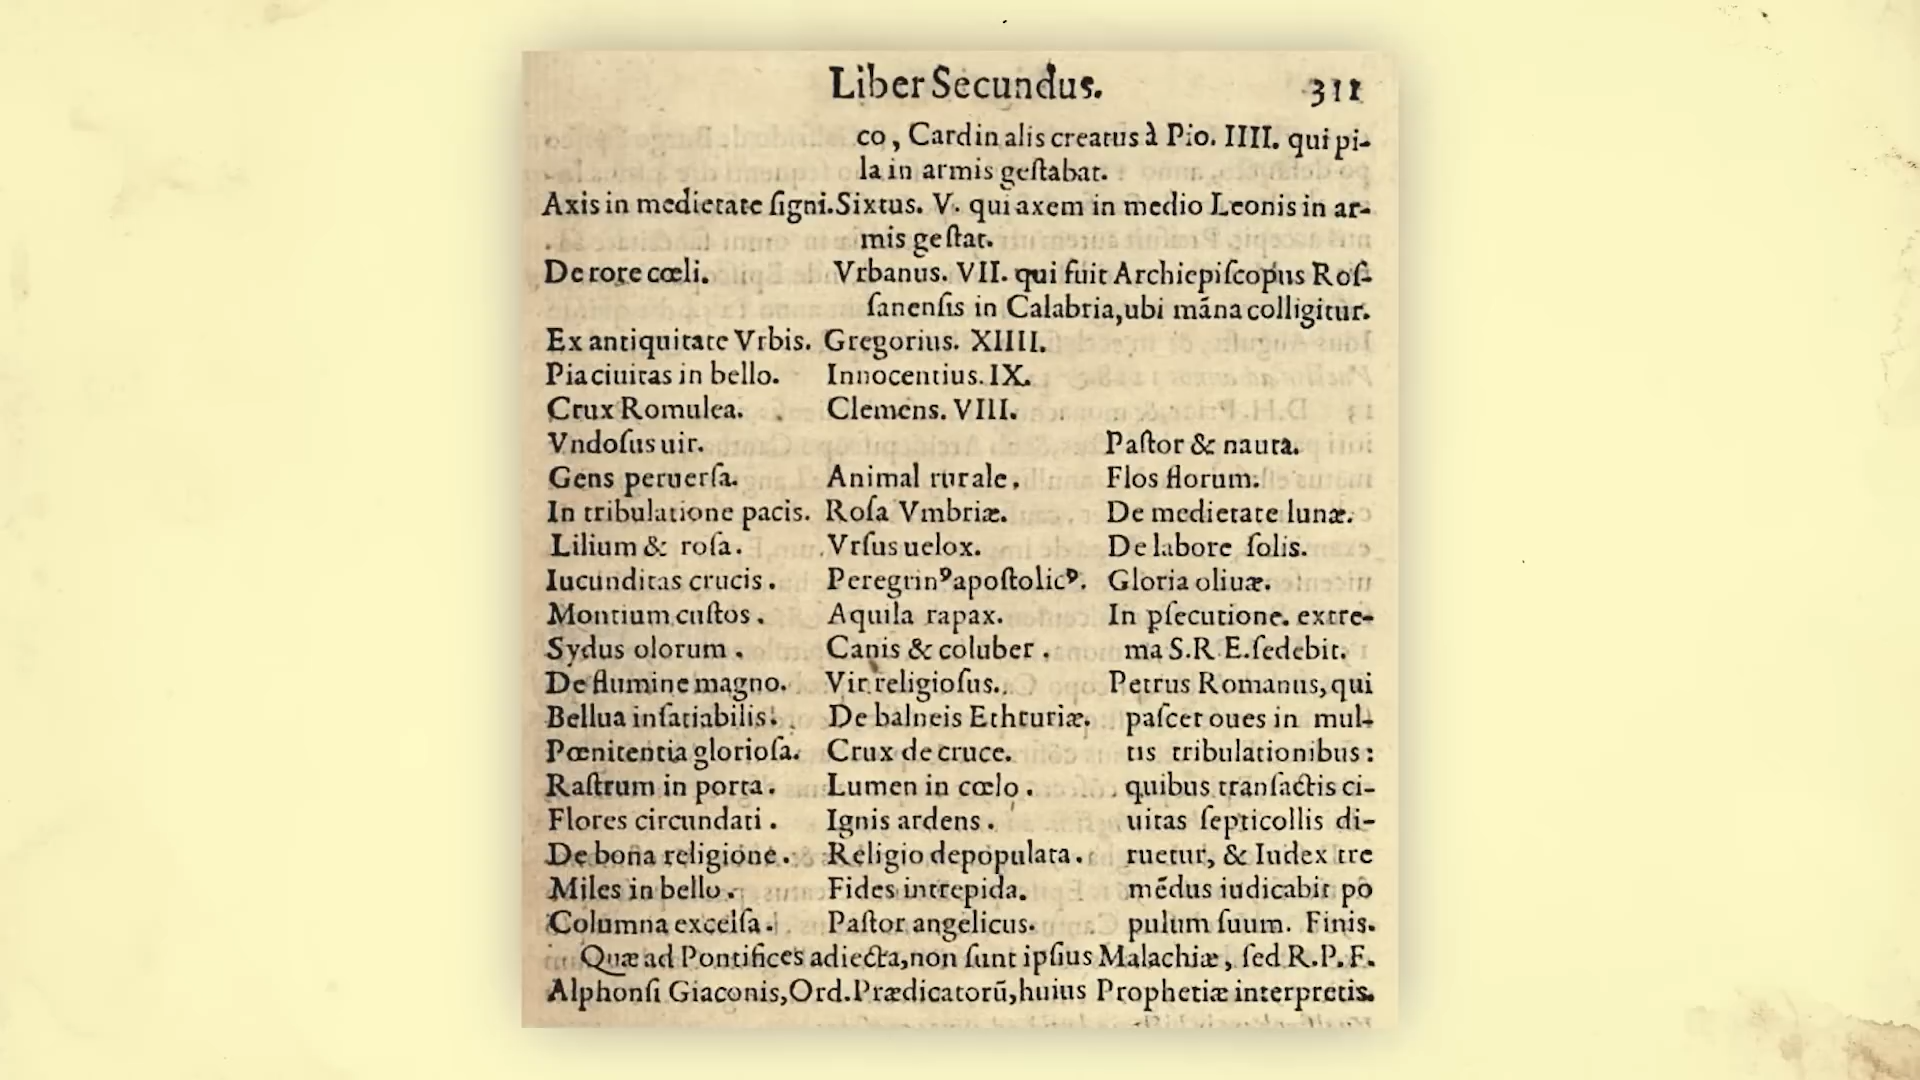 Liber Secundus. 311
co, Cardinalis creatus à Pio. IIII. qui pi-
la in armis geſtabat.
Axis in medietate ſigni. Sixtus. V. qui axem in medio Leonis in ar-
mis geſtat.
De rore cœli. Vrbanus. VII. qui fuit Archiepiſcopus Roſ-
ſanenſis in Calabria, ubi māna colligitur.
Ex antiquitate Vrbis. Gregorius. XIIII.
Pia ciuitas in bello. Innocentius. IX.
Crux Romulea. Clemens. VIII.
Vndoſus uir.
Gens peruerſa.
In tribulatione pacis.
Lilium & roſa.
Iucunditas crucis.
Montium cuſtos.
Sydus olorum.
De flumine magno.
Bellua inſatiabilis.
Pœnitentia glorioſa.
Raſtrum in porta.
Flores circundati.
De bona religione.
Miles in bello.
Columna excelſa.
Animal rurale.
Roſa Vmbriæ.
Vrſus uelox.
Peregrinꝰ apoſtolicꝰ.
Aquila rapax.
Canis & coluber.
Vir religioſus.
De balneis Ethruriæ.
Crux de cruce.
Lumen in cœlo.
Ignis ardens.
Religio depopulata.
Fides intrepida.
Paſtor angelicus.
Paſtor & nauta.
Flos florum.
De medietate lunæ.
De labore ſolis.
Gloria oliuæ.
In pſecutione. extre-
ma S.R.E. ſedebit.
Petrus Romanus, qui
paſcet oues in mul-
tis tribulationibus:
quibus tranſactis ci-
uitas ſepticollis di-
ruetur, & Iudex tre
mēdus iudicabit po
pulum ſuum. Finis.
Quæ ad Pontifices adiecta, non ſunt ipſius Malachiæ, ſed R.P.F.
Alphonſi Giaconis, Ord. Prædicatorū, huius Prophetiæ interpretis.